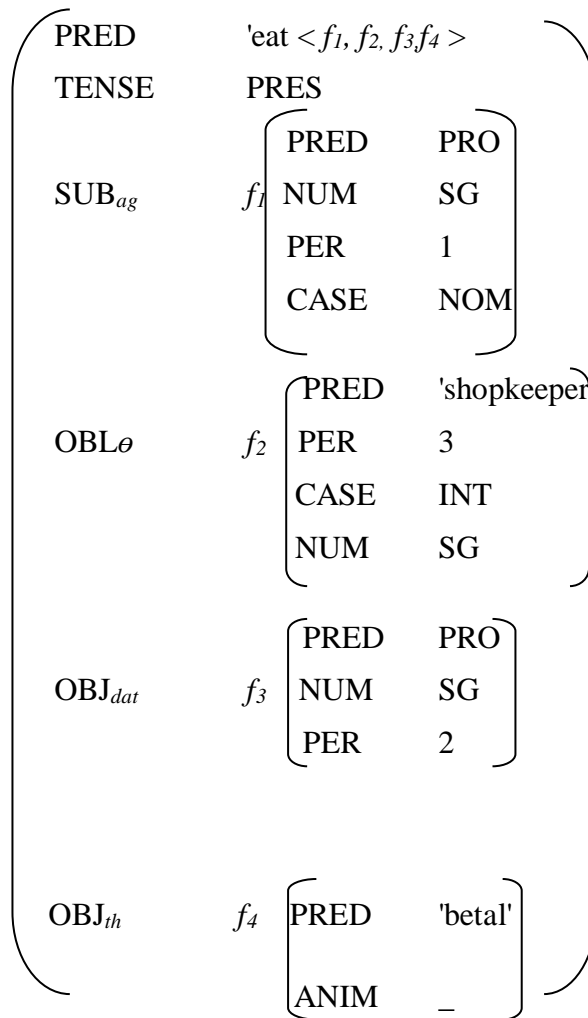 PRED 'eat < f1, f2, f3,f4 >
TENSE PRES
PRED PRO
SUBag f1 NUM SG
PER 1
CASE NOM
PRED 'shopkeeper
OBLɵ f2 PER 3
CASE INT
NUM SG
PRED PRO
OBJdat f3 NUM SG
PER 2
OBJth f4 PRED 'betal'
ANIM _